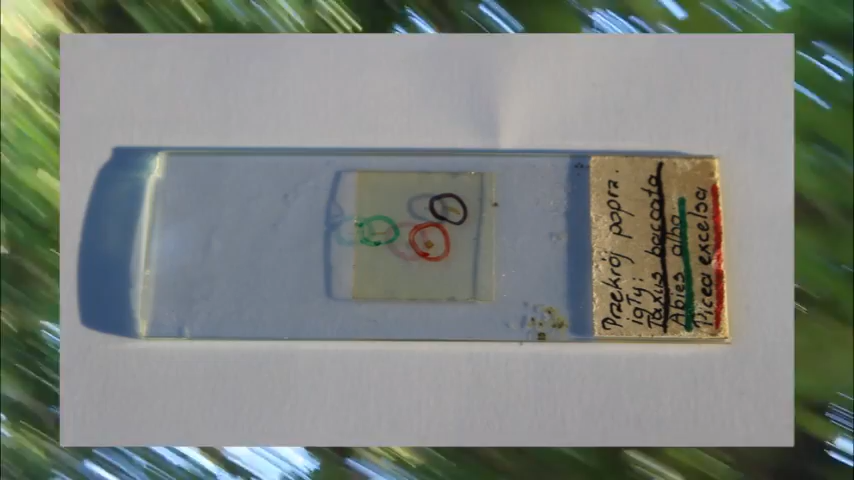 Przekrój poprz.
igły:
Taxus baccata
Abies alba
Picea excelsa